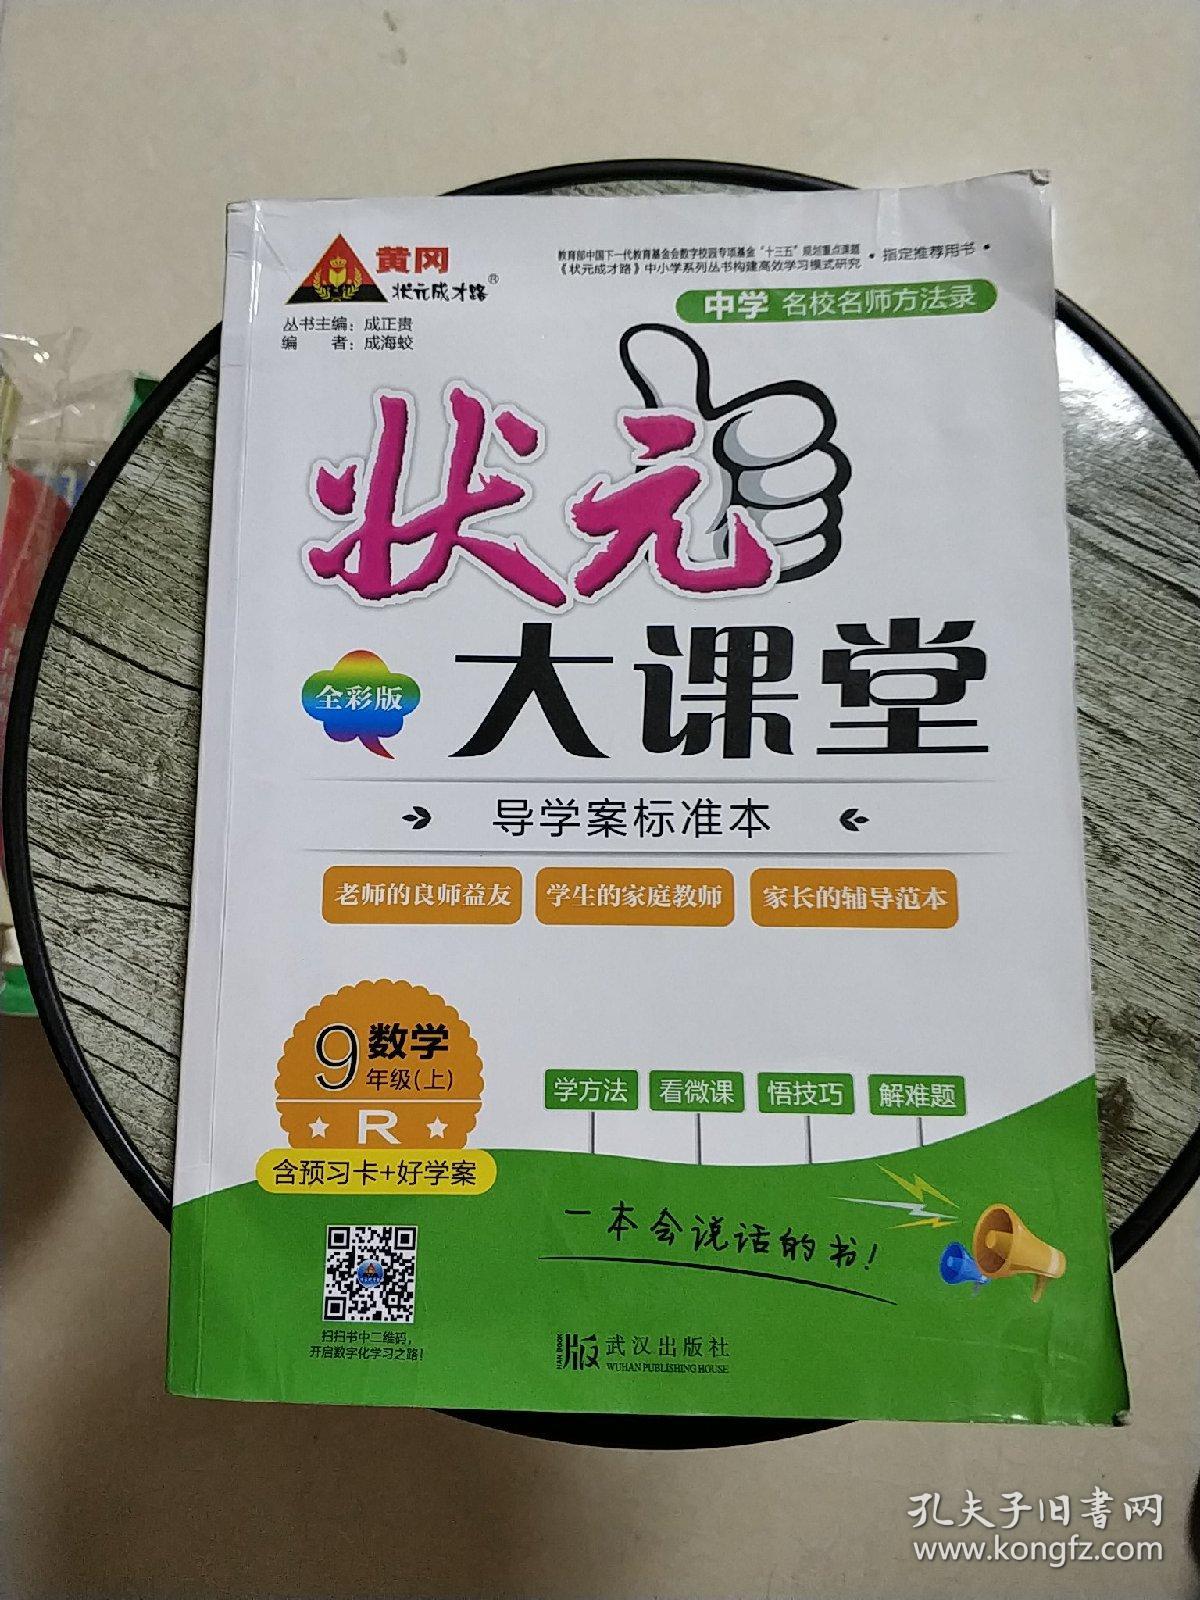 黄冈
状元成才路®
丛书主编：成正贵
编　　者：成海蛟
教育部中国下一代教育基金会数字校园专项基金“十三五”规划重点课题
《状元成才路》中小学系列丛书构建高效学习模式研究
·指定推荐用书·
中学 名校名师方法录
状元
大课堂
全彩版
导学案标准本
老师的良师益友 学生的家庭教师 家长的辅导范本
9 数学
年级(上)
R
含预习卡+好学案
学方法 看微课 悟技巧 解难题
一本会说话的书！
扫扫书中二维码，
开启数字化学习之路！
版 武汉出版社
WUHAN PUBLISHING HOUSE
孔夫子旧书网
www.kongfz.com